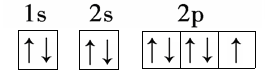 1s 2s 2p
↑↓ ↑↓ ↑↓ ↑↓ ↑